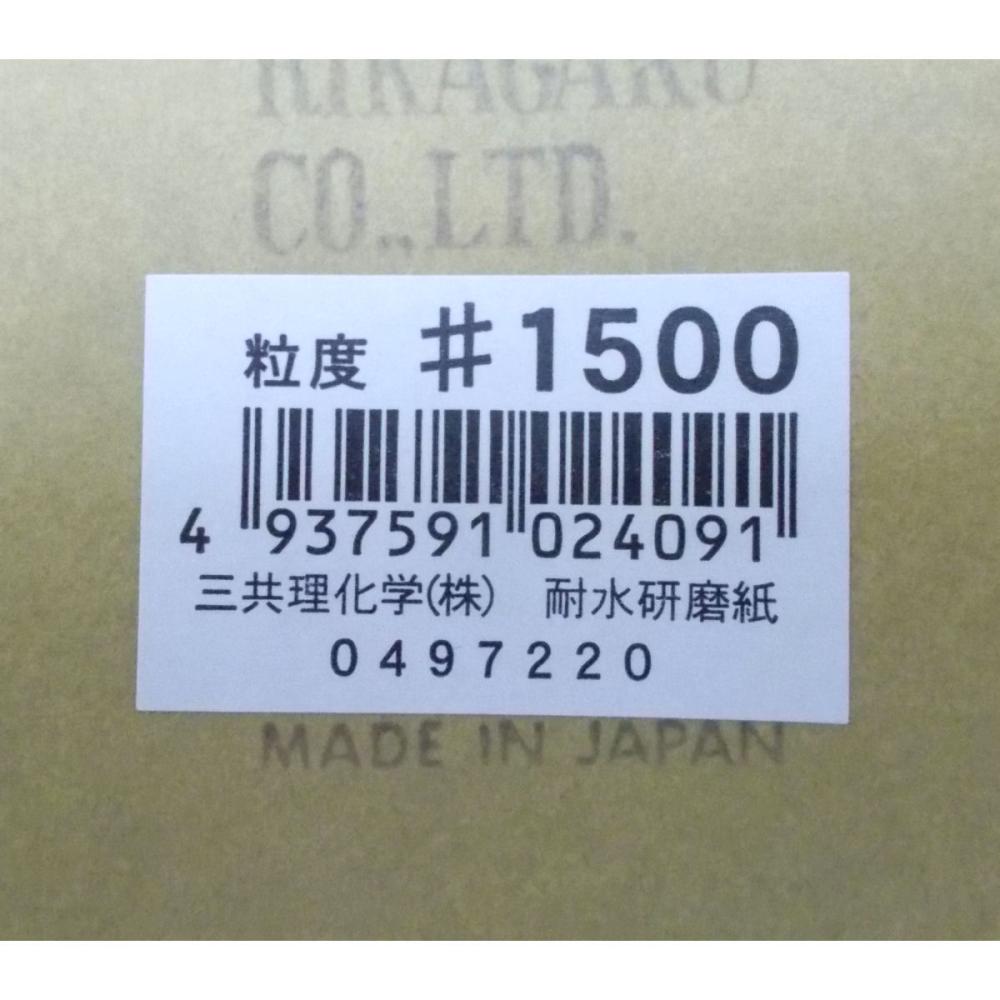 RIKAGAKU
CO.,LTD.
粒度 #1500
4 937591 024091
三共理化学(株) 耐水研磨紙
0497220
MADE IN JAPAN